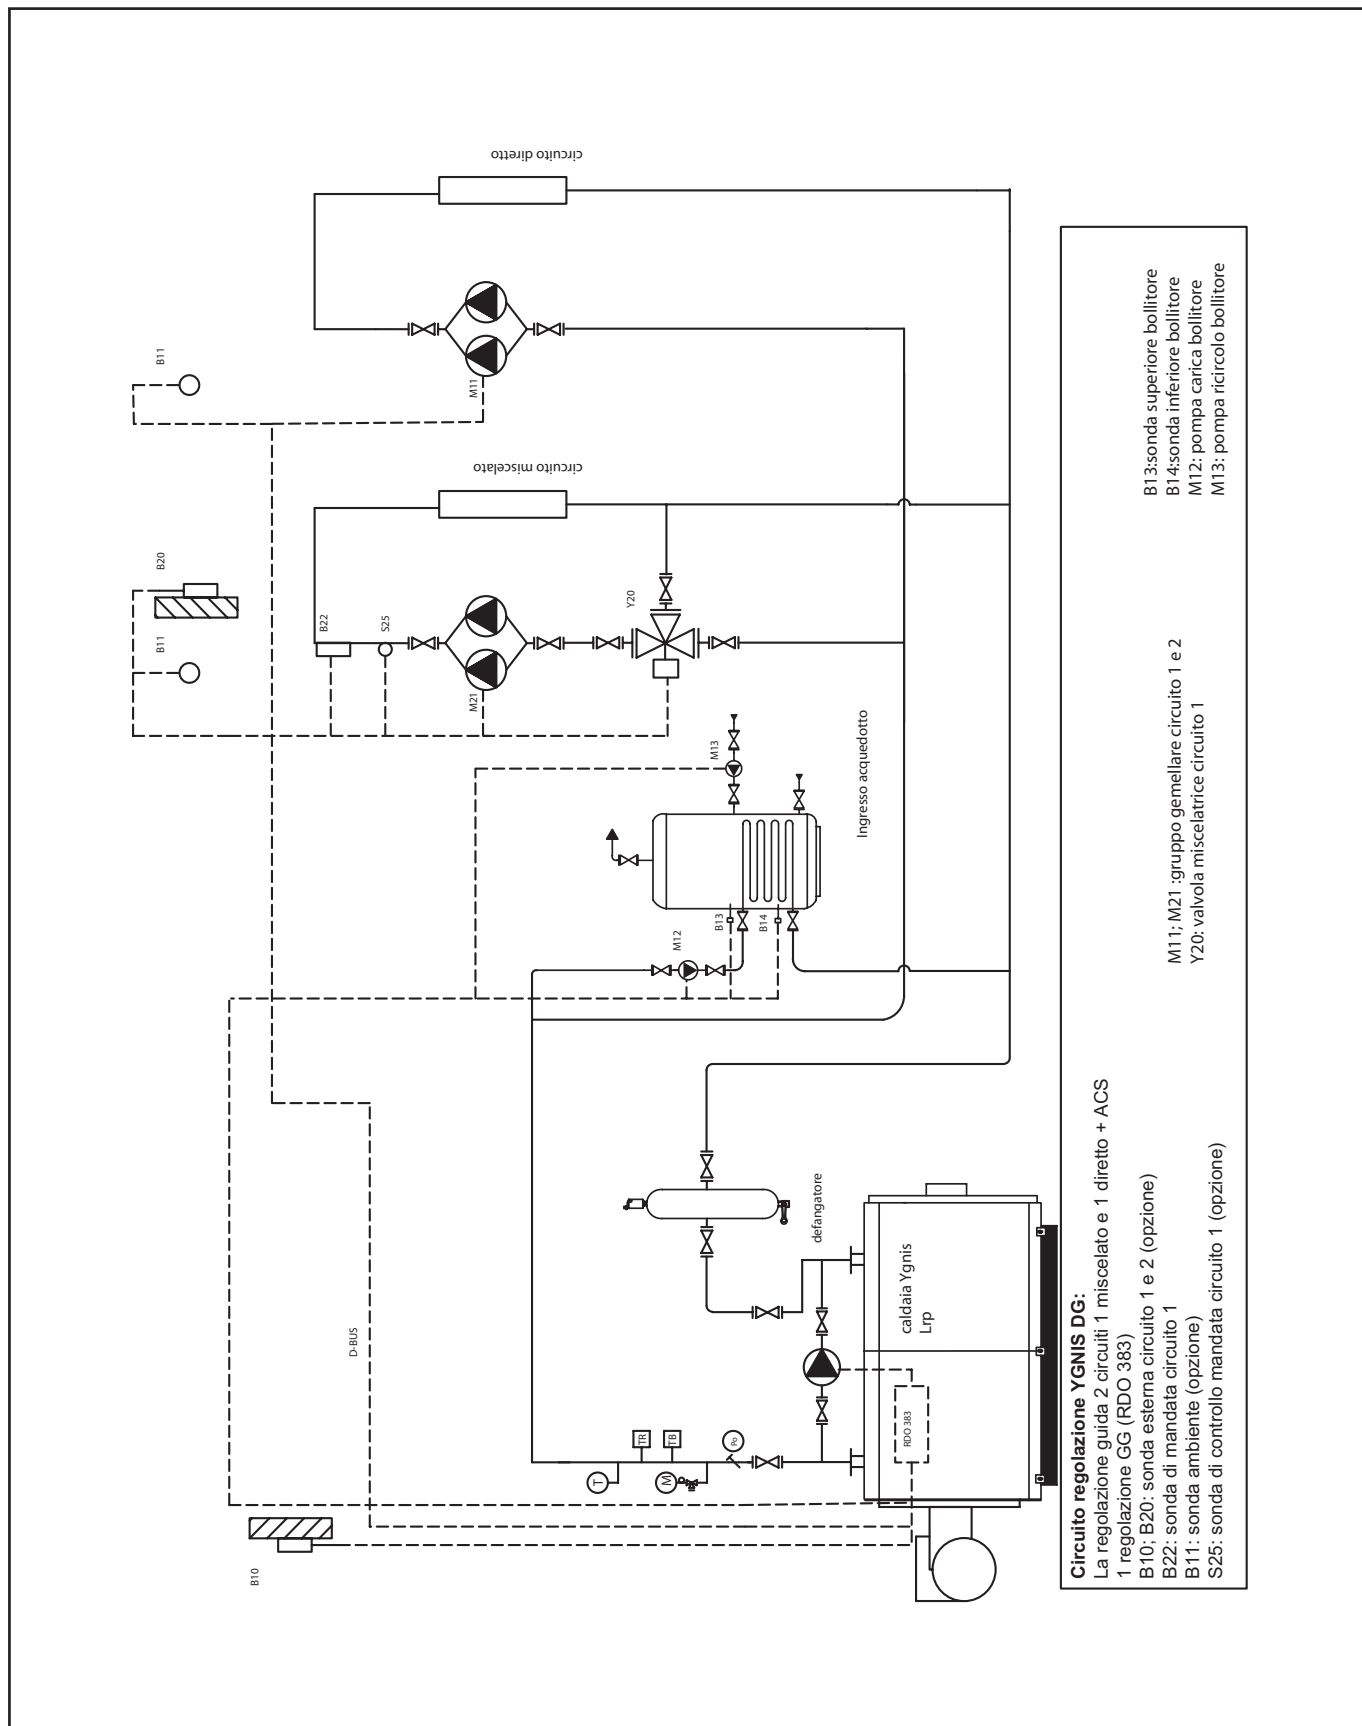 B10
D-BUS
B11
B20
B11
B22
S25
M21
Y20
circuito miscelato
M11
circuito diretto
T
TR
TB
M
Po
RDO 383
caldaia Ygnis
Lrp
defangatore
M12
B13
B14
M13
Ingresso acquedotto
Circuito regolazione YGNIS DG:
La regolazione guida 2 circuiti 1 miscelato e 1 diretto + ACS
1 regolazione GG (RDO 383)
B10; B20: sonda esterna circuito 1 e 2 (opzione)
B22: sonda di mandata circuito 1
B11: sonda ambiente (opzione)
S25: sonda di controllo mandata circuito 1 (opzione)
M11; M21 :gruppo gemellare circuito 1 e 2
Y20: valvola miscelatrice circuito 1
B13:sonda superiore bollitore
B14:sonda inferiore bollitore
M12: pompa carica bollitore
M13: pompa ricircolo bollitore